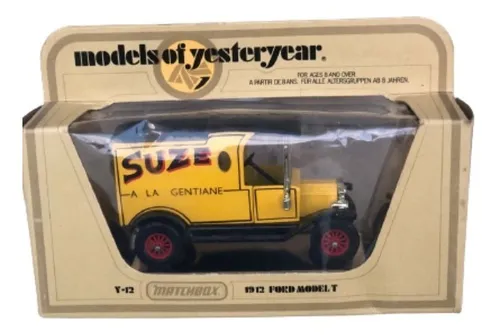 models of yesteryear®
FOR AGES 8 AND OVER
A PARTIR DE 8 ANS. FÜR ALLE ALTERSGRUPPEN AB 8 JAHREN.
SUZE
A LA GENTIANE
Y-12 MATCHBOX 1912 FORD MODEL T